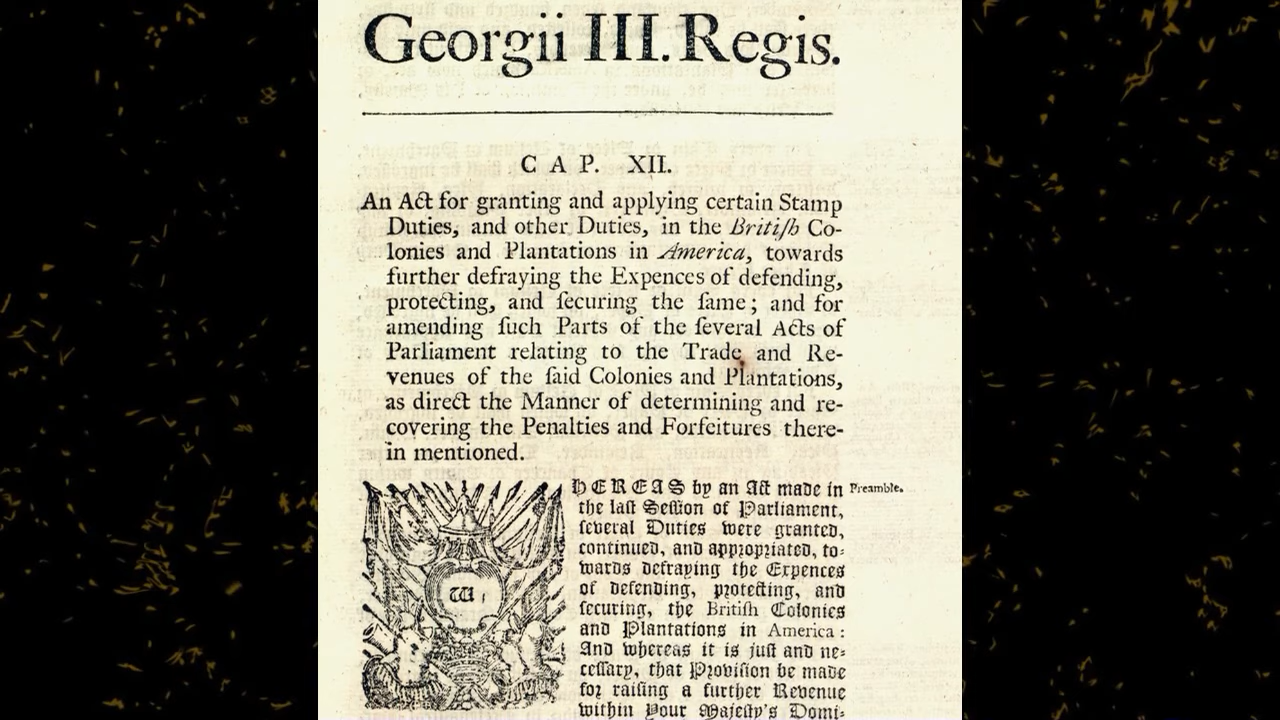 Georgii III. Regis.
CAP. XII.
An Act for granting and applying certain Stamp
Duties, and other Duties, in the Britiſh Co-
lonies and Plantations in America, towards
further defraying the Expences of defending,
protecting, and ſecuring the ſame; and for
amending ſuch Parts of the ſeveral Acts of
Parliament relating to the Trade and Re-
venues of the ſaid Colonies and Plantations,
as direct the Manner of determining and re-
covering the Penalties and Forfeitures there-
in mentioned.
WHEREAS by an Act made in Preamble.
the laſt Seſſion of Parliament,
ſeveral Duties were granted,
continued, and appropriated, to-
wards defraying the Expences
of defending, protecting, and
ſecuring, the Britiſh Colonies
and Plantations in America:
And whereas it is juſt and ne-
ceſſary, that Proviſion be made
for raiſing a further Revenue
within Your Majeſty's Domi-